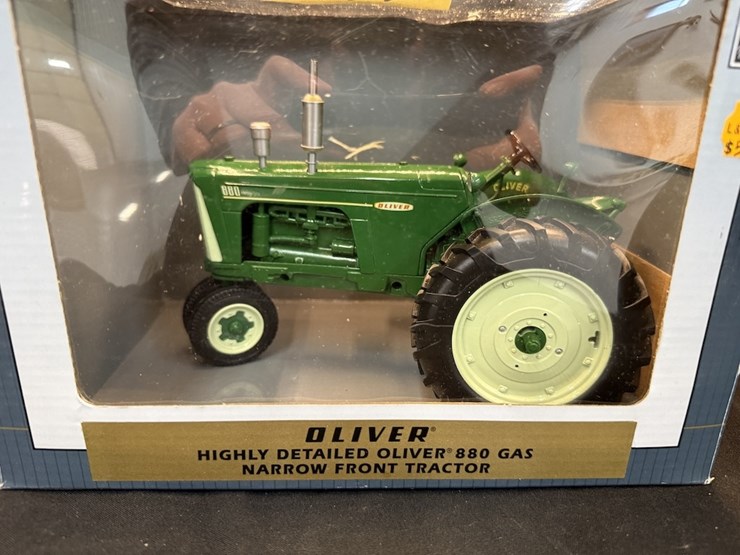 880
OLIVER
OLIVER
OLIVER®
HIGHLY DETAILED OLIVER® 880 GAS
NARROW FRONT TRACTOR